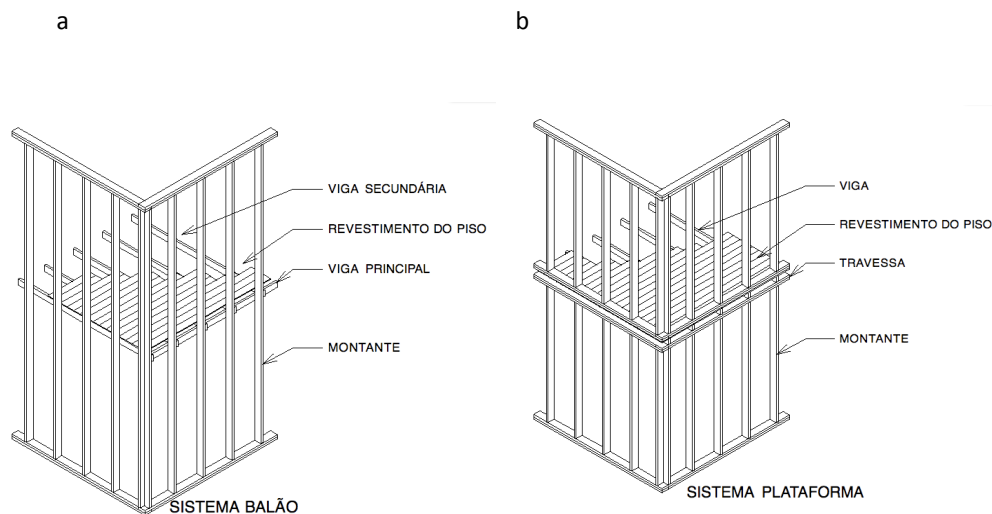 a
b
VIGA SECUNDÁRIA
REVESTIMENTO DO PISO
VIGA PRINCIPAL
MONTANTE
SISTEMA BALÃO
VIGA
REVESTIMENTO DO PISO
TRAVESSA
MONTANTE
SISTEMA PLATAFORMA